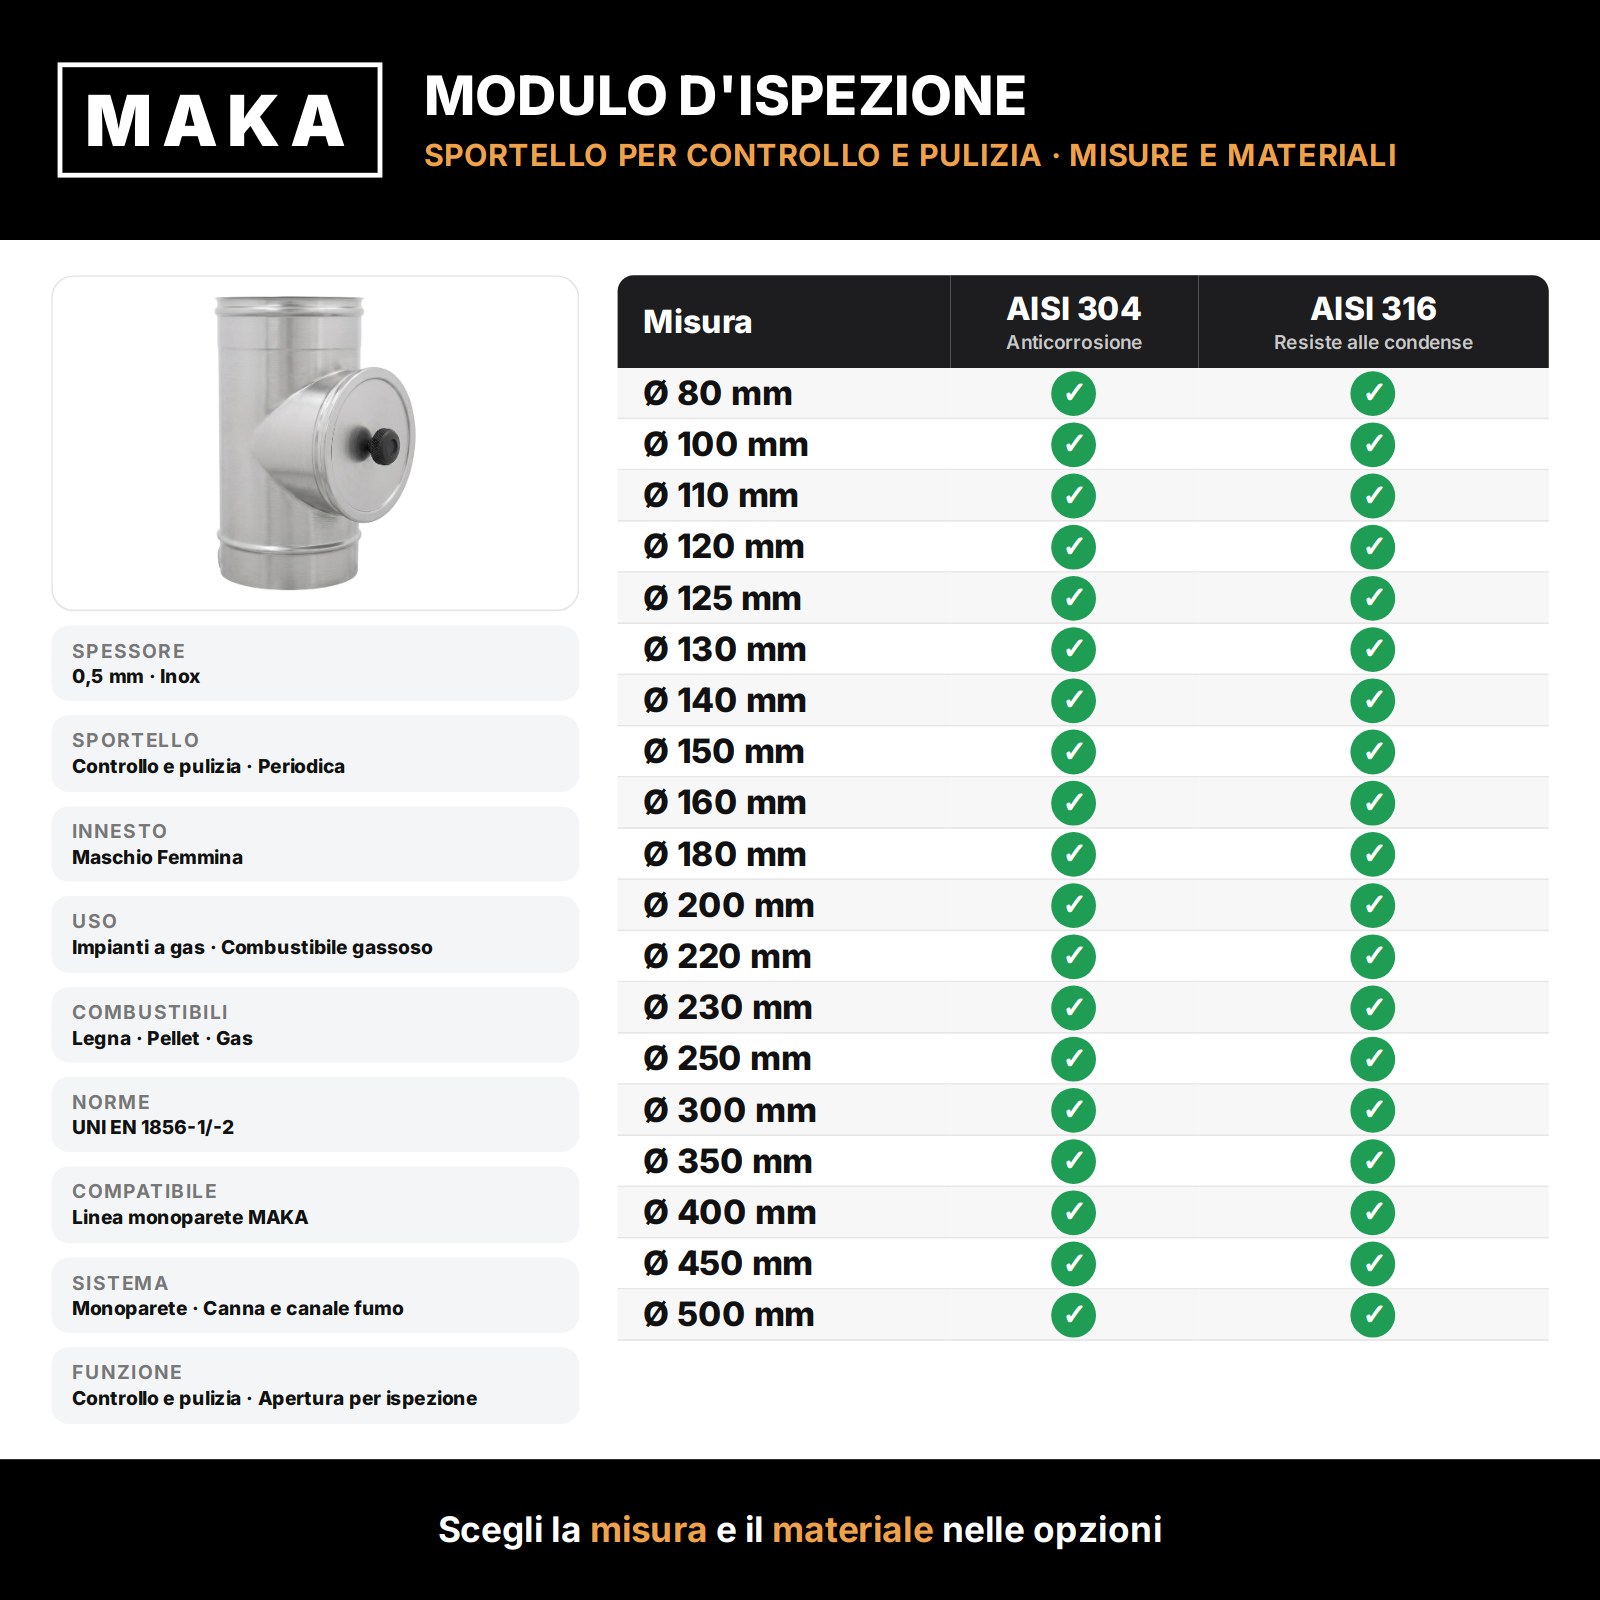 MAKA
MODULO D'ISPEZIONE
SPORTELLO PER CONTROLLO E PULIZIA · MISURE E MATERIALI
SPESSORE
0,5 mm · Inox
SPORTELLO
Controllo e pulizia · Periodica
INNESTO
Maschio Femmina
USO
Impianti a gas · Combustibile gassoso
COMBUSTIBILI
Legna · Pellet · Gas
NORME
UNI EN 1856-1/-2
COMPATIBILE
Linea monoparete MAKA
SISTEMA
Monoparete · Canna e canale fumo
FUNZIONE
Controllo e pulizia · Apertura per ispezione
Misura AISI 304 AISI 316
Anticorrosione Resiste alle condense
Ø 80 mm ✓ ✓
Ø 100 mm ✓ ✓
Ø 110 mm ✓ ✓
Ø 120 mm ✓ ✓
Ø 125 mm ✓ ✓
Ø 130 mm ✓ ✓
Ø 140 mm ✓ ✓
Ø 150 mm ✓ ✓
Ø 160 mm ✓ ✓
Ø 180 mm ✓ ✓
Ø 200 mm ✓ ✓
Ø 220 mm ✓ ✓
Ø 230 mm ✓ ✓
Ø 250 mm ✓ ✓
Ø 300 mm ✓ ✓
Ø 350 mm ✓ ✓
Ø 400 mm ✓ ✓
Ø 450 mm ✓ ✓
Ø 500 mm ✓ ✓
Scegli la misura e il materiale nelle opzioni